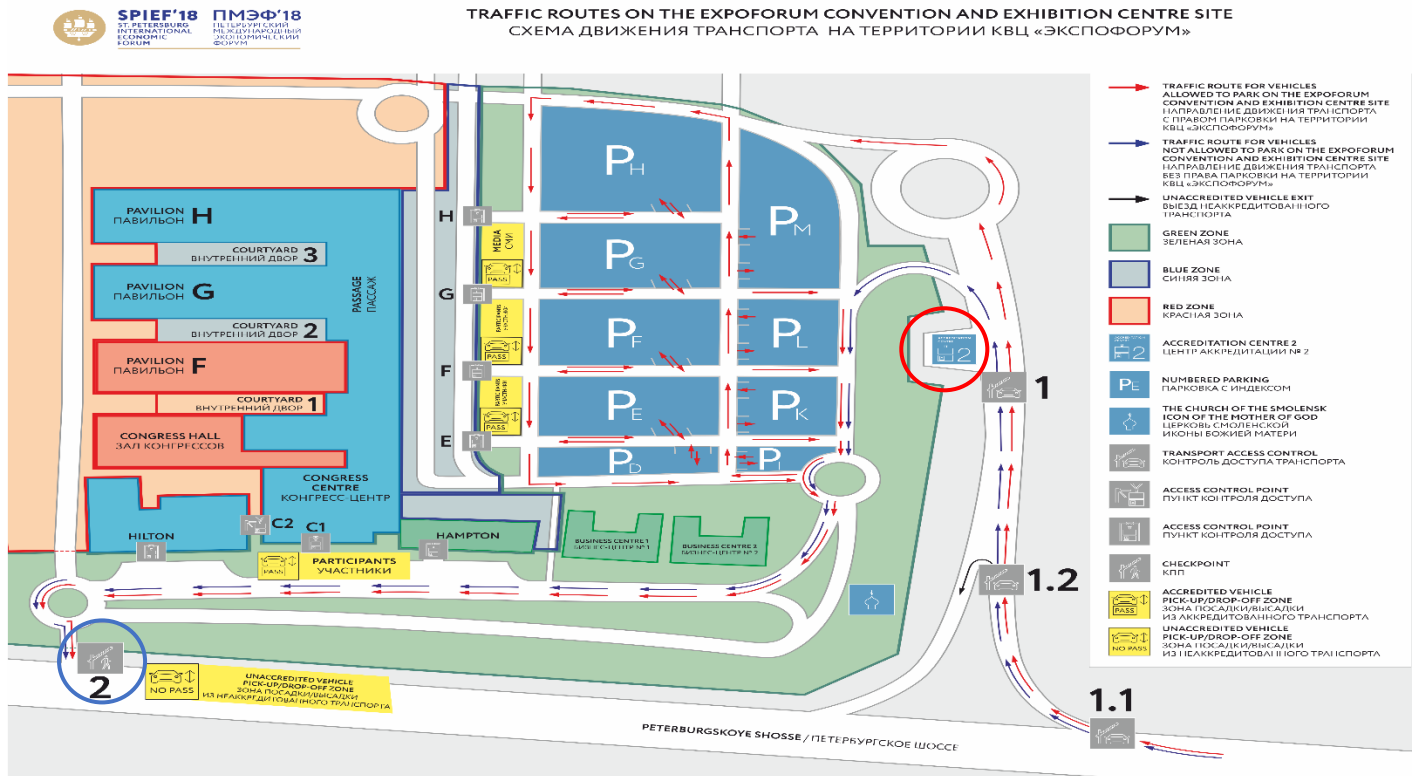 SPIEF'18
ST. PETERSBURG
INTERNATIONAL
ECONOMIC
FORUM
ПМЭФ'18
ПЕТЕРБУРГСКИЙ
МЕЖДУНАРОДНЫЙ
ЭКОНОМИЧЕСКИЙ
ФОРУМ
TRAFFIC ROUTES ON THE EXPOFORUM CONVENTION AND EXHIBITION CENTRE SITE
СХЕМА ДВИЖЕНИЯ ТРАНСПОРТА НА ТЕРРИТОРИИ КВЦ «ЭКСПОФОРУМ»
PAVILION
ПАВИЛЬОН H
COURTYARD
ВНУТРЕННИЙ ДВОР 3
PAVILION
ПАВИЛЬОН G
COURTYARD
ВНУТРЕННИЙ ДВОР 2
PAVILION
ПАВИЛЬОН F
COURTYARD
ВНУТРЕННИЙ ДВОР 1
CONGRESS HALL
ЗАЛ КОНГРЕССОВ
PASSAGE
ПАССАЖ
CONGRESS
CENTRE
КОНГРЕСС-ЦЕНТР
HILTON
C2
C1
HAMPTON
PASS
PARTICIPANTS
УЧАСТНИКИ
H
G
F
E
MEDIA
СМИ
PASS
PASS
PASS
PH
PG
PF
PE
PD
PM
PL
PK
PI
BUSINESS CENTRE 1
БИЗНЕС-ЦЕНТР № 1
BUSINESS CENTRE 2
БИЗНЕС-ЦЕНТР № 2
2
1
1.2
1.1
2
NO PASS
UNACCREDITED VEHICLE
PICK-UP/DROP-OFF ZONE
ЗОНА ПОСАДКИ/ВЫСАДКИ
ИЗ НЕАККРЕДИТОВАННОГО ТРАНСПОРТА
PETERBURGSKOYE SHOSSE / ПЕТЕРБУРГСКОЕ ШОССЕ
TRAFFIC ROUTE FOR VEHICLES
ALLOWED TO PARK ON THE EXPOFORUM
CONVENTION AND EXHIBITION CENTRE SITE
НАПРАВЛЕНИЕ ДВИЖЕНИЯ ТРАНСПОРТА
С ПРАВОМ ПАРКОВКИ НА ТЕРРИТОРИИ
КВЦ «ЭКСПОФОРУМ»
TRAFFIC ROUTE FOR VEHICLES
NOT ALLOWED TO PARK ON THE EXPOFORUM
CONVENTION AND EXHIBITION CENTRE SITE
НАПРАВЛЕНИЕ ДВИЖЕНИЯ ТРАНСПОРТА
БЕЗ ПРАВА ПАРКОВКИ НА ТЕРРИТОРИИ
КВЦ «ЭКСПОФОРУМ»
UNACCREDITED VEHICLE EXIT
ВЫЕЗД НЕАККРЕДИТОВАННОГО
ТРАНСПОРТА
GREEN ZONE
ЗЕЛЕНАЯ ЗОНА
BLUE ZONE
СИНЯЯ ЗОНА
RED ZONE
КРАСНАЯ ЗОНА
2
ACCREDITATION CENTRE 2
ЦЕНТР АККРЕДИТАЦИИ № 2
PE
NUMBERED PARKING
ПАРКОВКА С ИНДЕКСОМ
THE CHURCH OF THE SMOLENSK
ICON OF THE MOTHER OF GOD
ЦЕРКОВЬ СМОЛЕНСКОЙ
ИКОНЫ БОЖИЕЙ МАТЕРИ
TRANSPORT ACCESS CONTROL
КОНТРОЛЬ ДОСТУПА ТРАНСПОРТА
ACCESS CONTROL POINT
ПУНКТ КОНТРОЛЯ ДОСТУПА
ACCESS CONTROL POINT
ПУНКТ КОНТРОЛЯ ДОСТУПА
CHECKPOINT
КПП
PASS
ACCREDITED VEHICLE
PICK-UP/DROP-OFF ZONE
ЗОНА ПОСАДКИ/ВЫСАДКИ
ИЗ АККРЕДИТОВАННОГО ТРАНСПОРТА
NO PASS
UNACCREDITED VEHICLE
PICK-UP/DROP-OFF ZONE
ЗОНА ПОСАДКИ/ВЫСАДКИ
ИЗ НЕАККРЕДИТОВАННОГО ТРАНСПОРТА